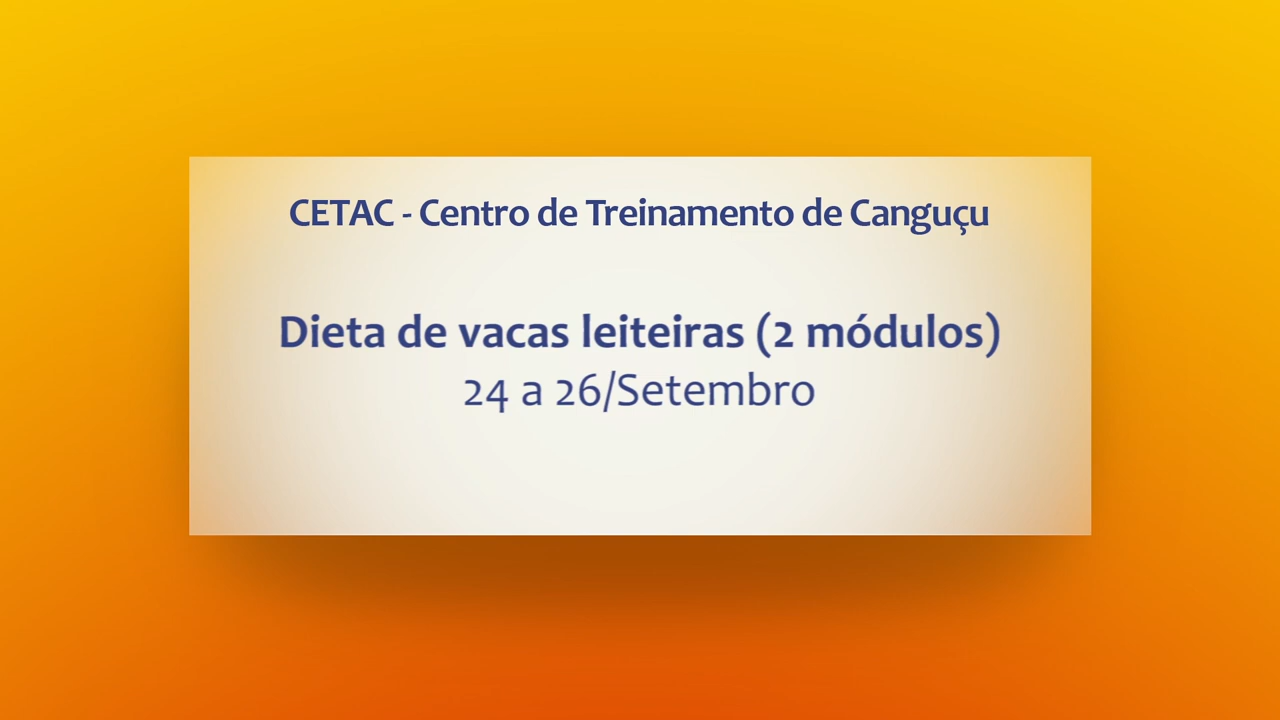 CETAC - Centro de Treinamento de Canguçu
Dieta de vacas leiteiras (2 módulos)
24 a 26/Setembro